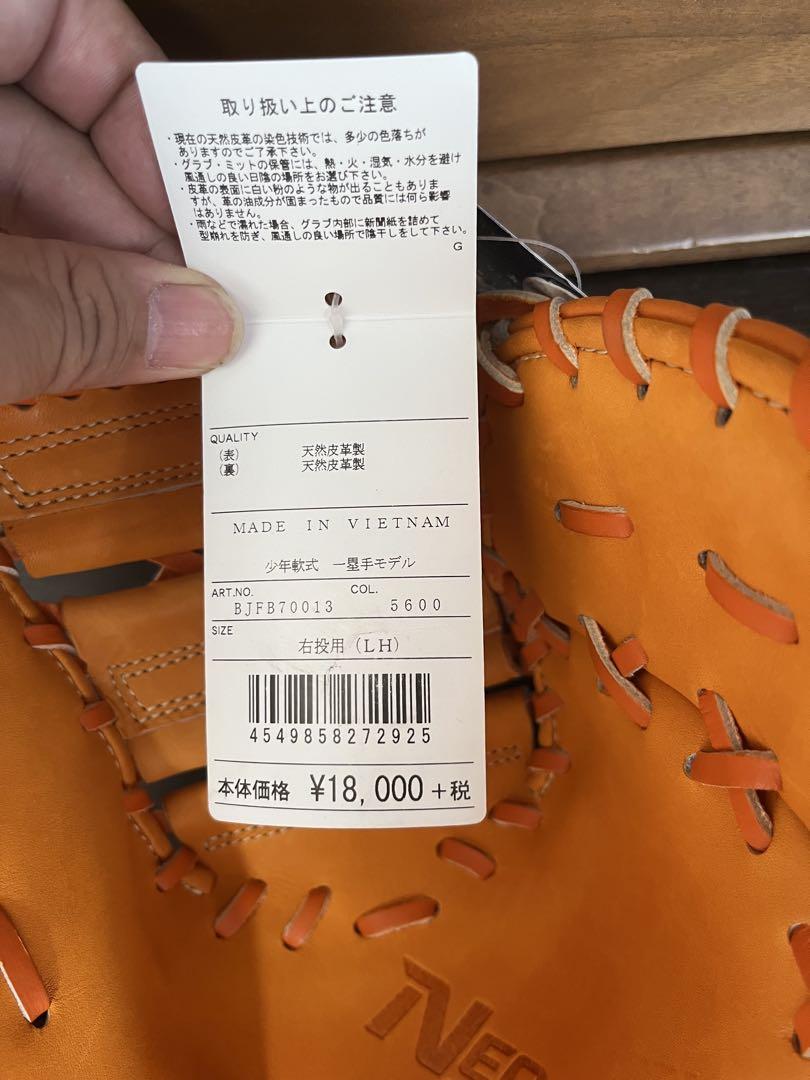 取り扱い上のご注意
・現在の天然皮革の染色技術では、多少の色落ちが
ありますのでご了承下さい。
・グラブ・ミットの保管には、熱・火・湿気・水分を避け
風通しの良い日陰の場所をお選び下さい。
・皮革の表面に白い粉のような物が出ることもありま
すが、革の油成分が固まったもので品質には何ら影響
はありません。
・雨などで濡れた場合、グラブ内部に新聞紙を詰めて
型崩れを防ぎ、風通しの良い場所で陰干しをして下さい。
G
QUALITY
(表) 天然皮革製
(裏) 天然皮革製
MADE IN VIETNAM
少年軟式 一塁手モデル
ART.NO. COL.
BJFB70013 5600
SIZE
右投用(LH)
4549858272925
本体価格 ¥18,000+税
NEO